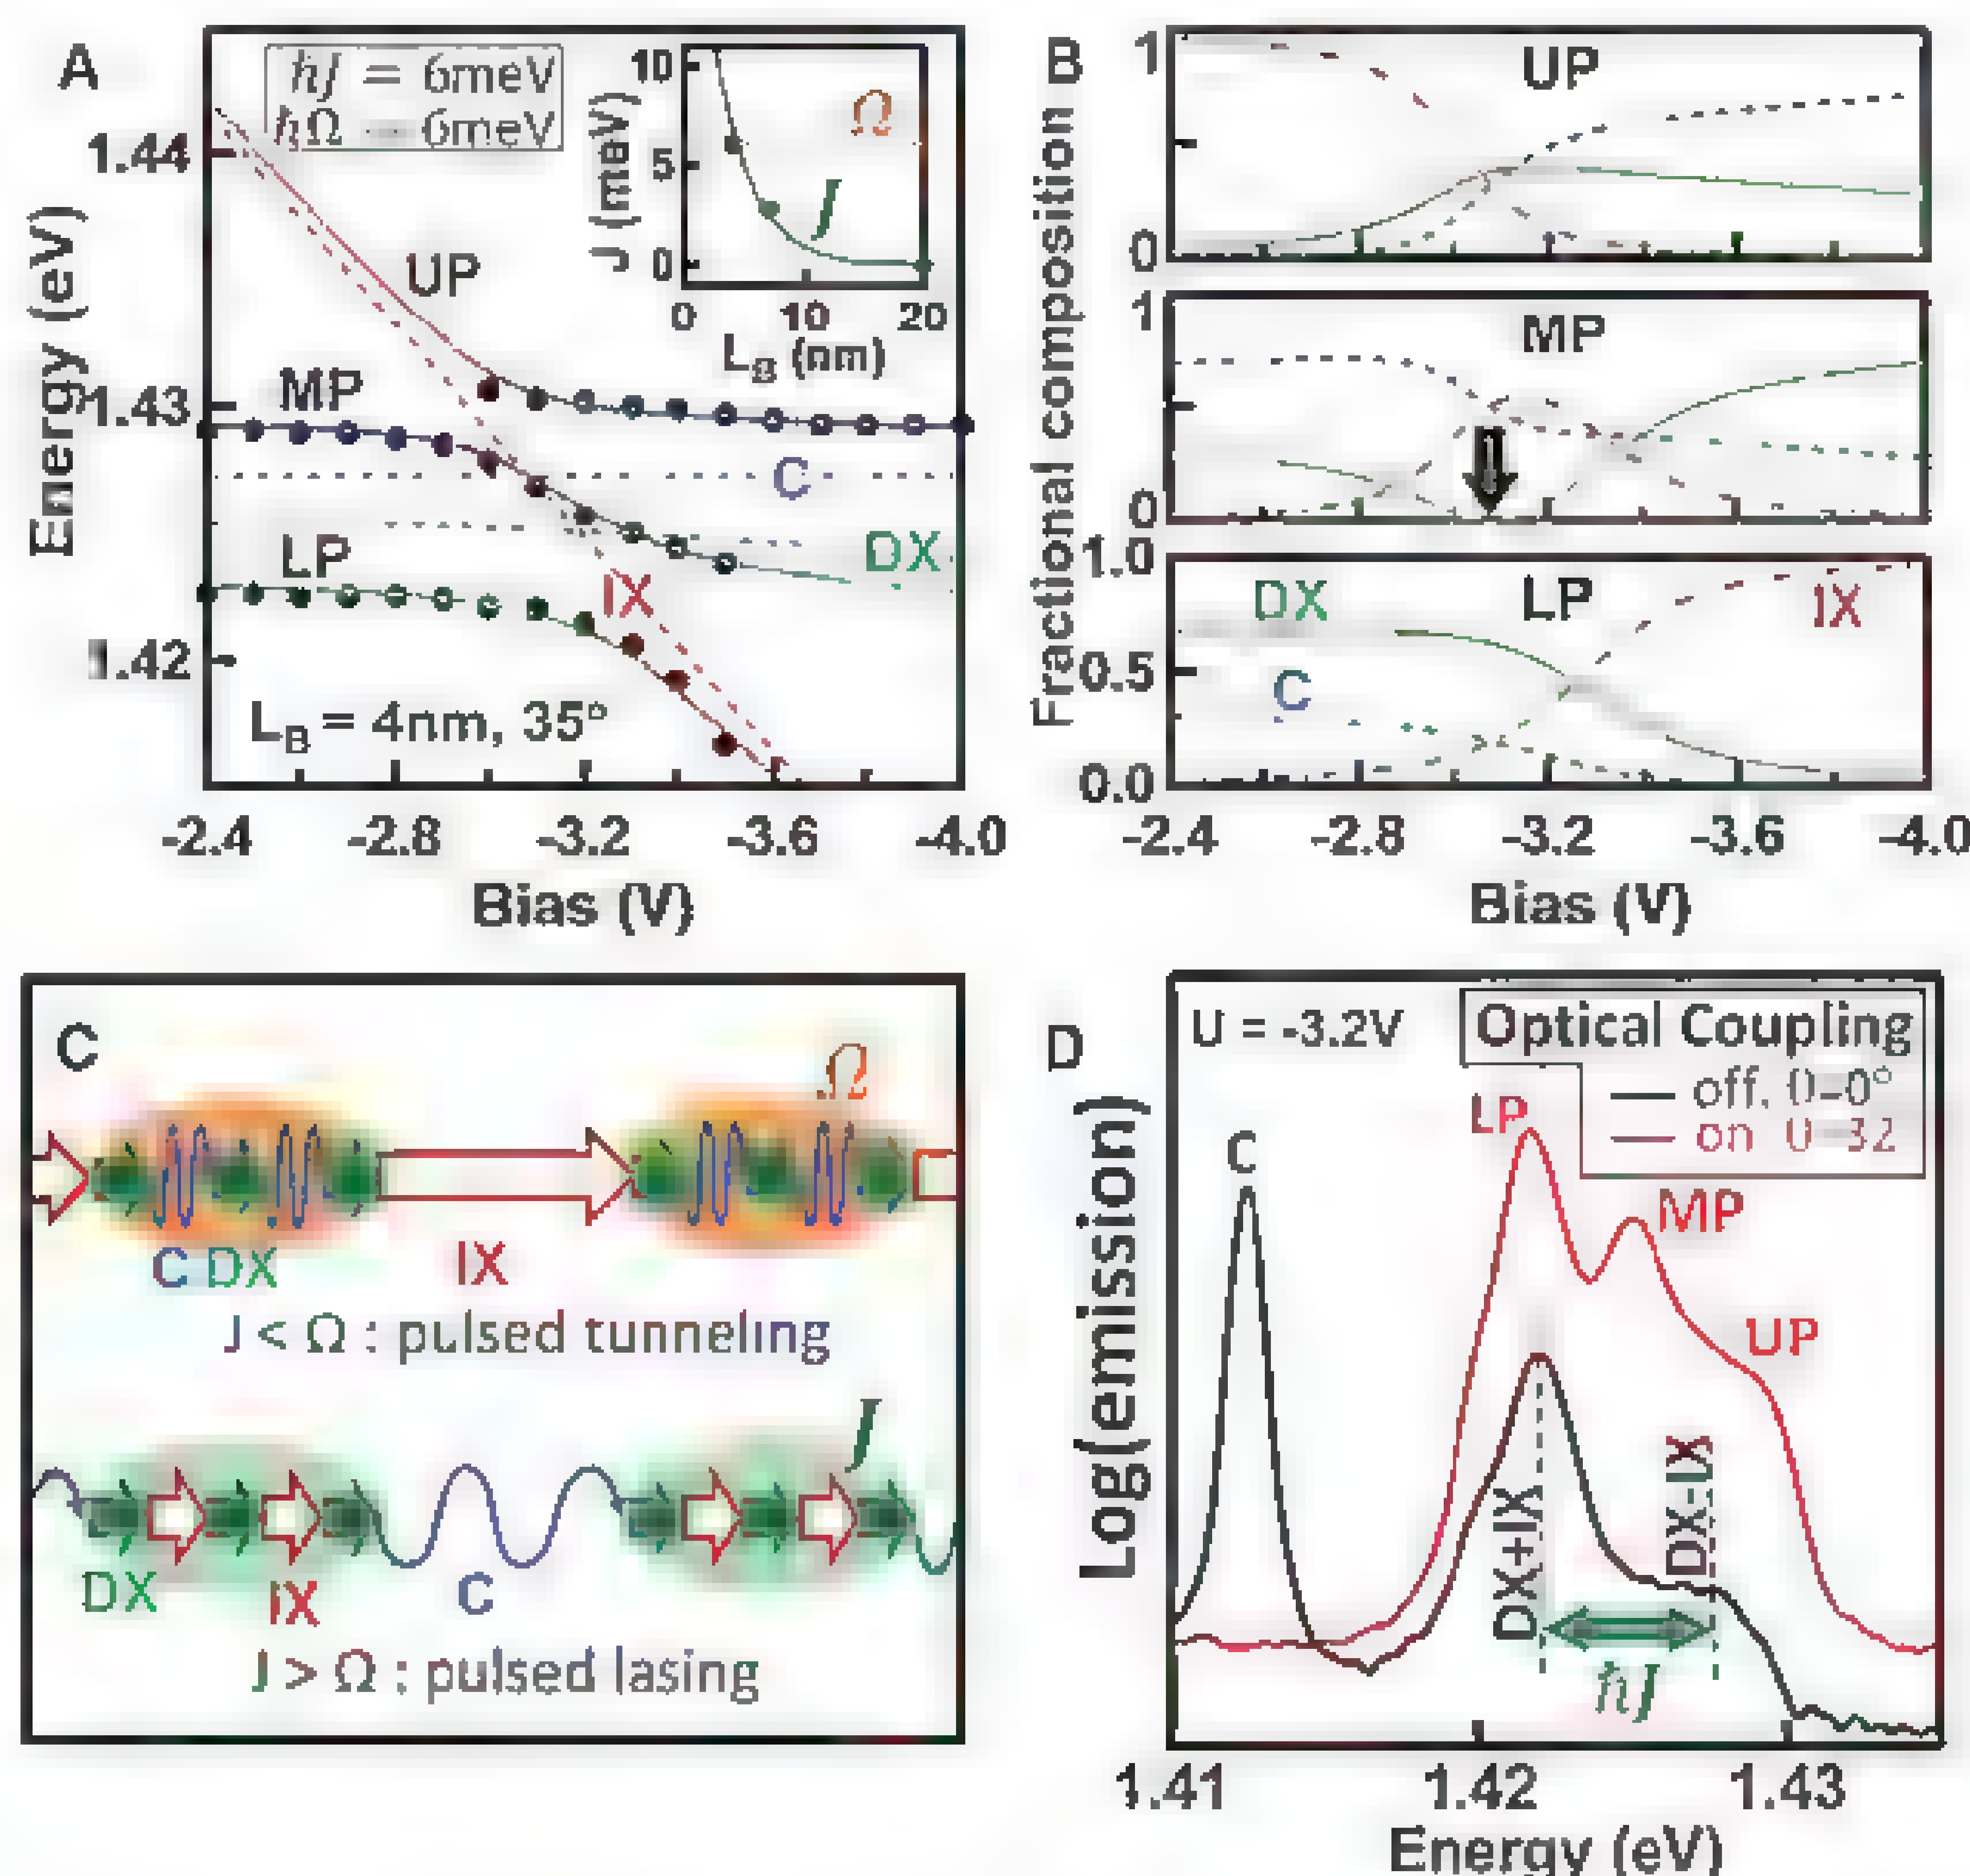 A
ħJ = 6meV
ħΩ = 6meV
Energy (eV)
1.44
1.43
1.42
UP
MP
LP
C
DX
IX
L_B = 4nm, 35°
-2.4 -2.8 -3.2 -3.6 -4.0
Bias (V)
J (meV)
10
5
0
Ω
J
0 10 20
L_B (nm)
B
Fractional composition
1
0
UP
1
0
MP
1.0
0.5
0.0
DX
LP
IX
C
-2.4 -2.8 -3.2 -3.6 -4.0
Bias (V)
C
Ω
C DX
IX
J < Ω : pulsed tunneling
J
DX
IX
C
J > Ω : pulsed lasing
D
U = -3.2V
Optical Coupling
off, θ=0°
on θ=32
Log(emission)
C
LP
MP
UP
DX+IX
DX-IX
ħJ
1.41 1.42 1.43
Energy (eV)